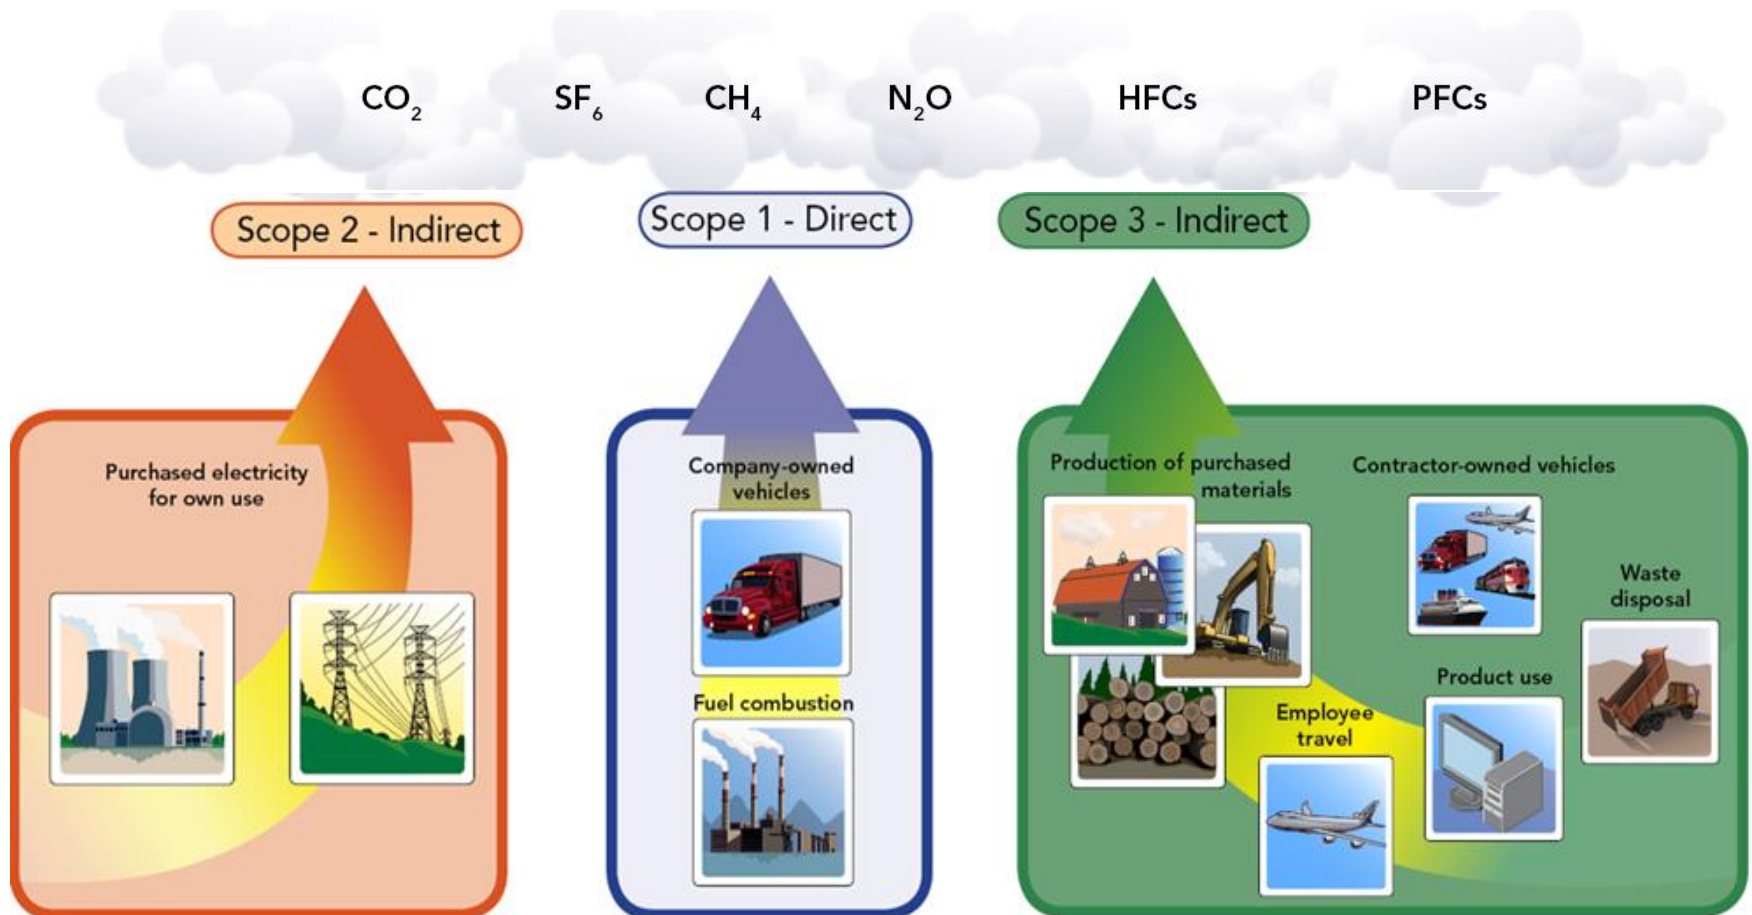 CO₂ SF₆ CH₄ N₂O HFCs PFCs
Scope 2 - Indirect
Scope 1 - Direct
Scope 3 - Indirect
Purchased electricity
for own use
Company-owned
vehicles
Fuel combustion
Production of purchased
materials
Contractor-owned vehicles
Waste
disposal
Product use
Employee
travel